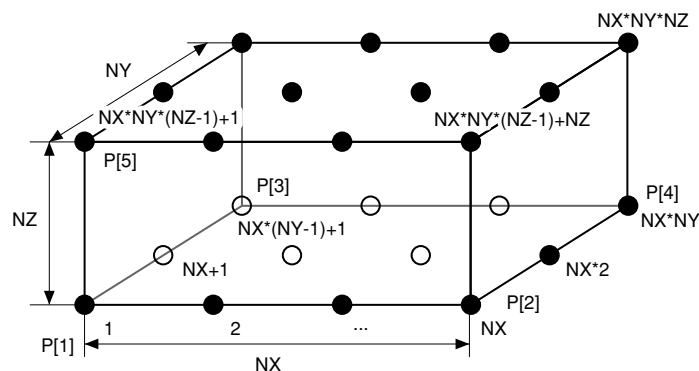 NX*NY*NZ
NY
NX*NY*(NZ-1)+1
NX*NY*(NZ-1)+NZ
P[5]
P[3]
P[4]
NZ
NX*(NY-1)+1
NX*NY
NX+1
NX*2
P[2]
1
2
...
NX
P[1]
NX